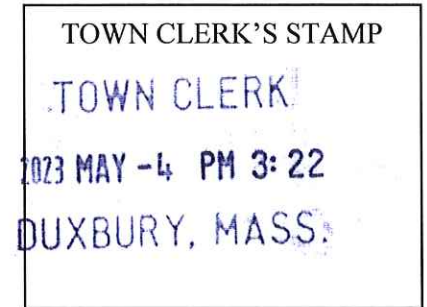 TOWN CLERK'S STAMP
TOWN CLERK
2023 MAY -4 PM 3: 22
DUXBURY, MASS.